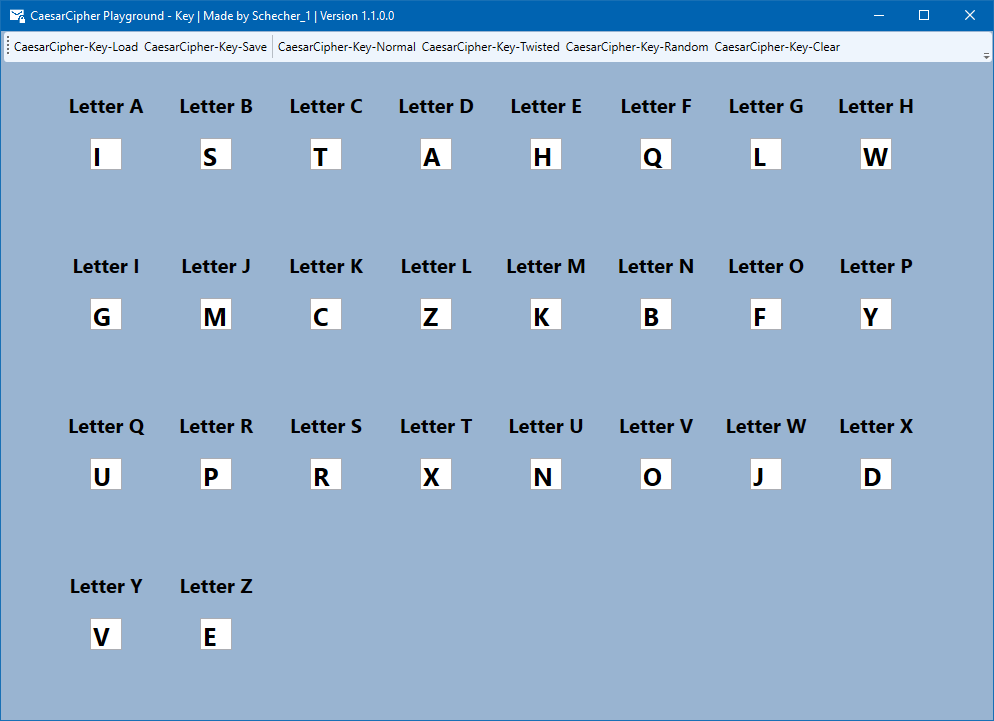 CaesarCipher Playground - Key | Made by Schecher_1 | Version 1.1.0.0
CaesarCipher-Key-Load CaesarCipher-Key-Save CaesarCipher-Key-Normal CaesarCipher-Key-Twisted CaesarCipher-Key-Random CaesarCipher-Key-Clear
Letter A Letter B Letter C Letter D Letter E Letter F Letter G Letter H
I S T A H Q L W
Letter I Letter J Letter K Letter L Letter M Letter N Letter O Letter P
G M C Z K B F Y
Letter Q Letter R Letter S Letter T Letter U Letter V Letter W Letter X
U P R X N O J D
Letter Y Letter Z
V E